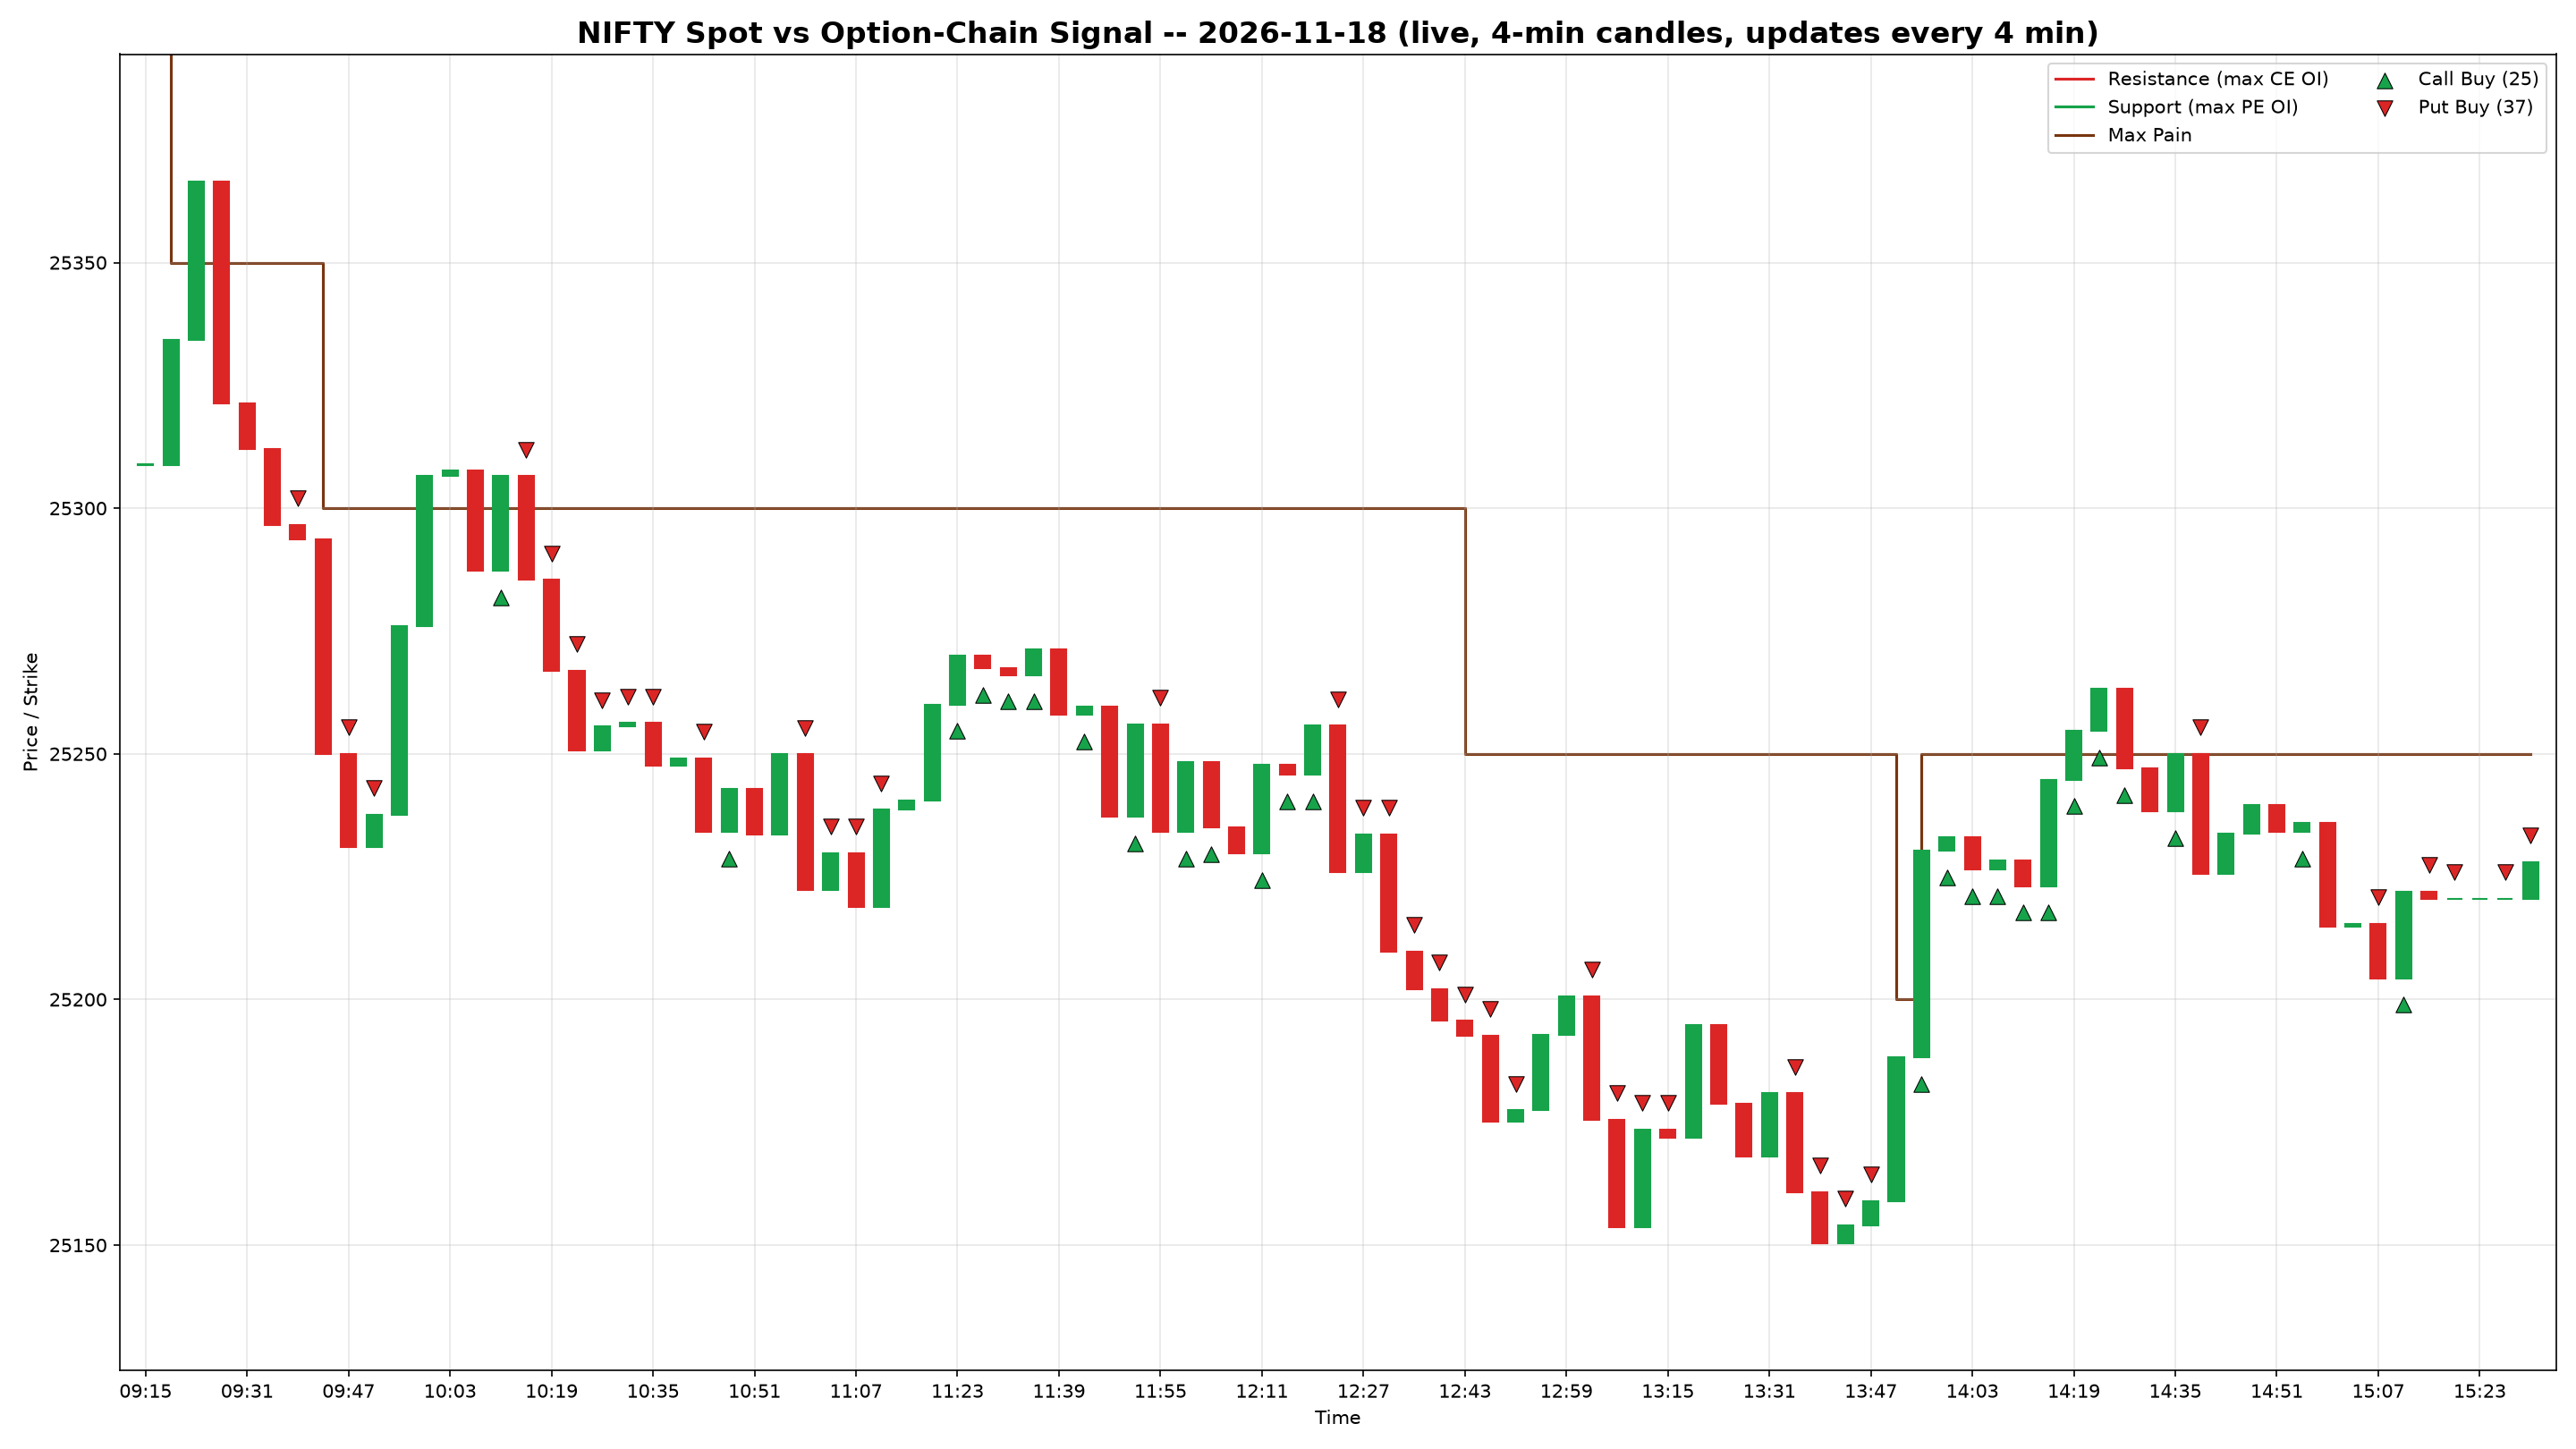 NIFTY Spot vs Option-Chain Signal -- 2026-11-18 (live, 4-min candles, updates every 4 min)
Resistance (max CE OI)
Support (max PE OI)
Max Pain
Call Buy (25)
Put Buy (37)
Price / Strike
25350
25300
25250
25200
25150
09:15 09:31 09:47 10:03 10:19 10:35 10:51 11:07 11:23 11:39 11:55 12:11 12:27 12:43 12:59 13:15 13:31 13:47 14:03 14:19 14:35 14:51 15:07 15:23
Time